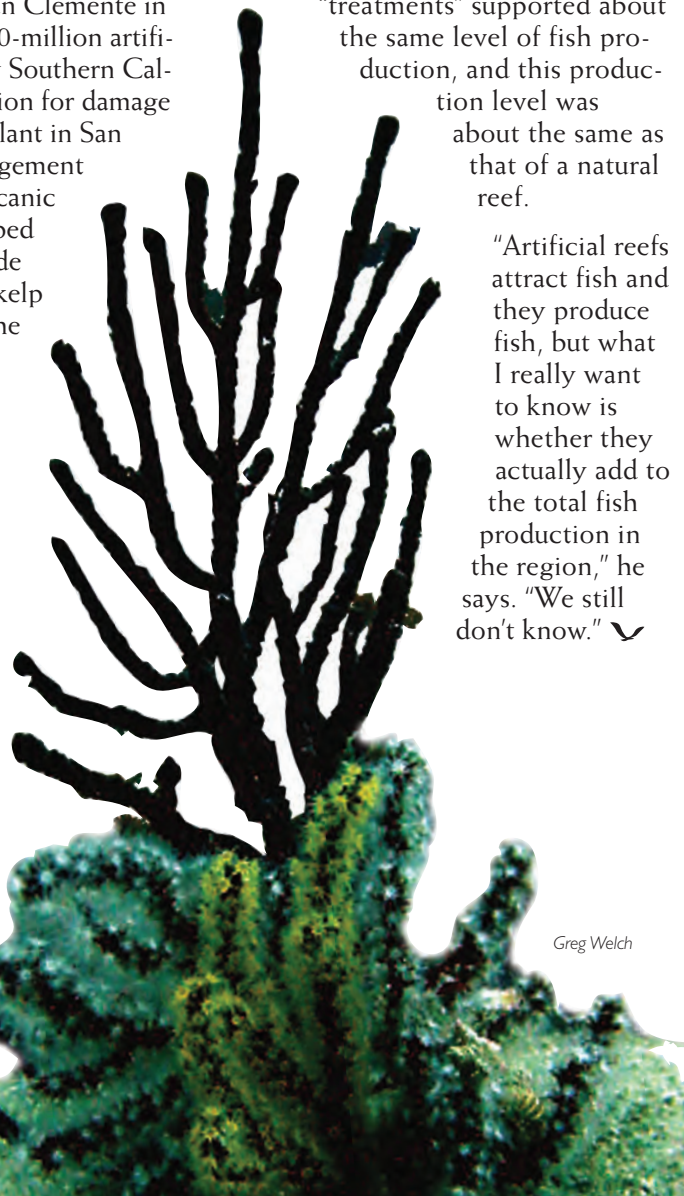 n Clemente in
0-million artifi-
Southern Cal-
ion for damage
lant in San
gement
canic
ped
de
kelp
ne
“treatments” supported about
the same level of fish pro-
duction, and this produc-
tion level was
about the same as
that of a natural
reef.
“Artificial reefs
attract fish and
they produce
fish, but what
I really want
to know is
whether they
actually add to
the total fish
production in
the region,” he
says. “We still
don’t know.”
Greg Welch